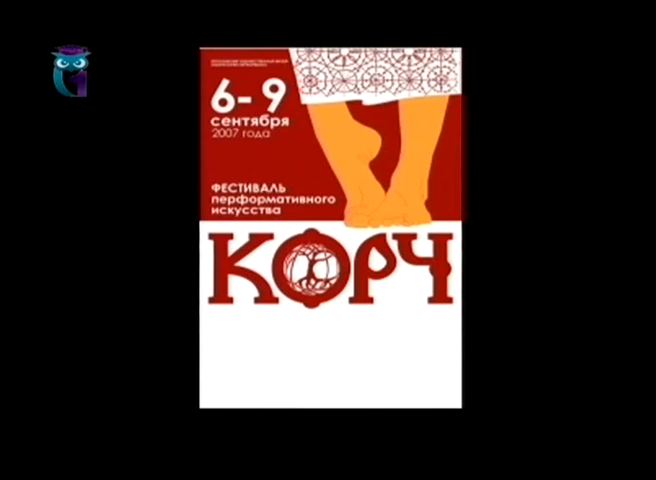 6-9
сентября
2007 года
ФЕСТИВАЛЬ
перформативного
искусства
КОРЧ